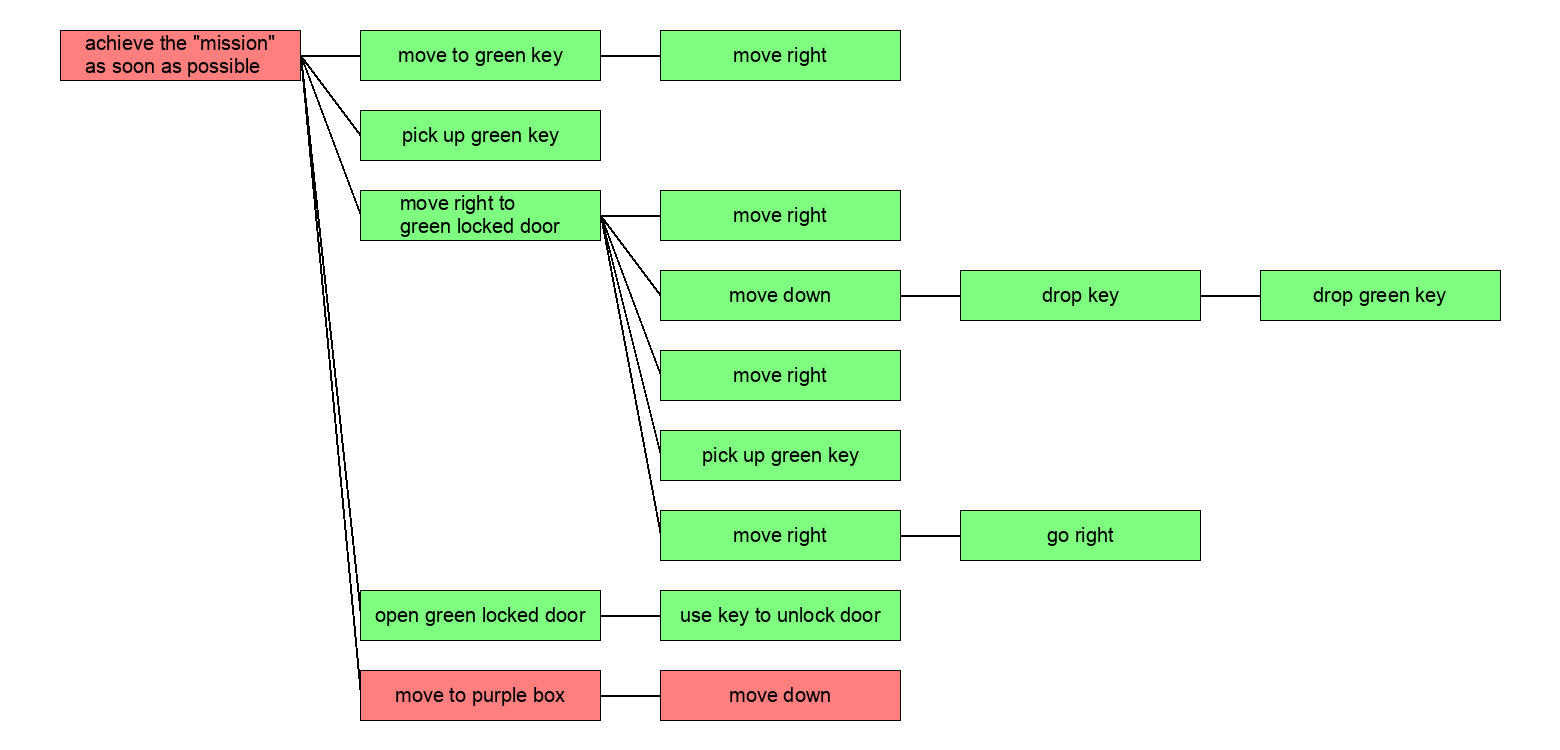 achieve the "mission"
as soon as possible
move to green key
move right
pick up green key
move right to
green locked door
move right
move down
drop key
drop green key
move right
pick up green key
move right
go right
open green locked door
use key to unlock door
move to purple box
move down